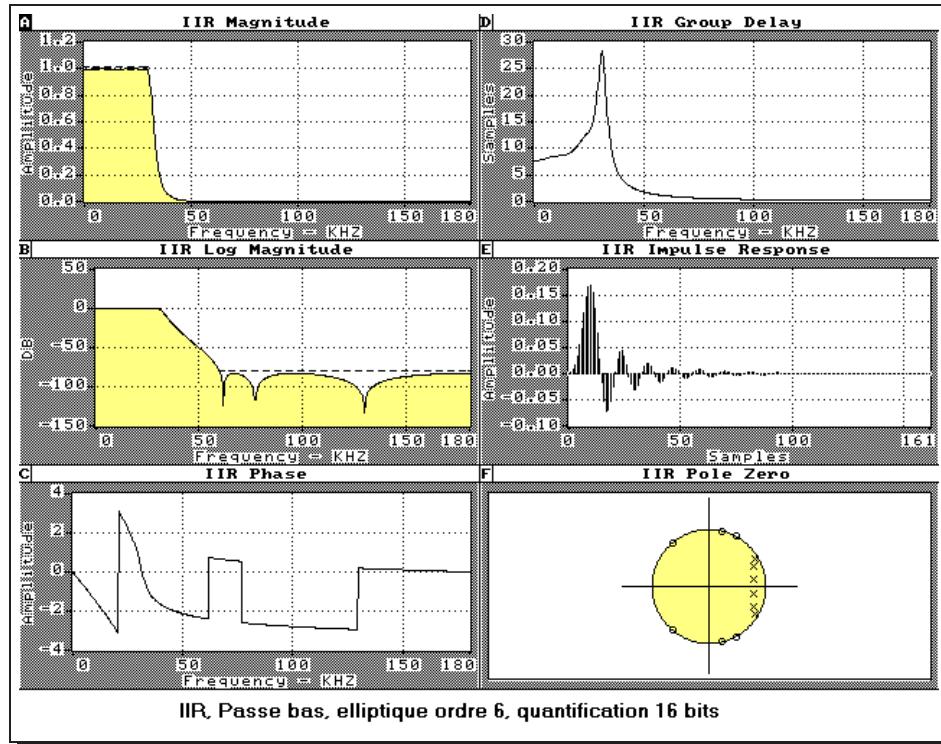 A IIR Magnitude
1.2
1.0
0.8
0.6
0.4
0.2
0.0
Amplitude
0 50 100 150 180
Frequency - KHZ
D IIR Group Delay
30
25
20
15
10
5
0
Samples
0 50 100 150 180
Frequency - KHZ
B IIR Log Magnitude
50
0
-50
-100
-150
DB
0 50 100 150 180
Frequency - KHZ
E IIR Impulse Response
0.20
0.15
0.10
0.05
0.00
-0.05
-0.10
Amplitude
0 50 100 161
Samples
C IIR Phase
4
2
0
-2
-4
Amplitude
0 50 100 150 180
Frequency - KHZ
F IIR Pole Zero
IIR, Passe bas, elliptique ordre 6, quantification 16 bits